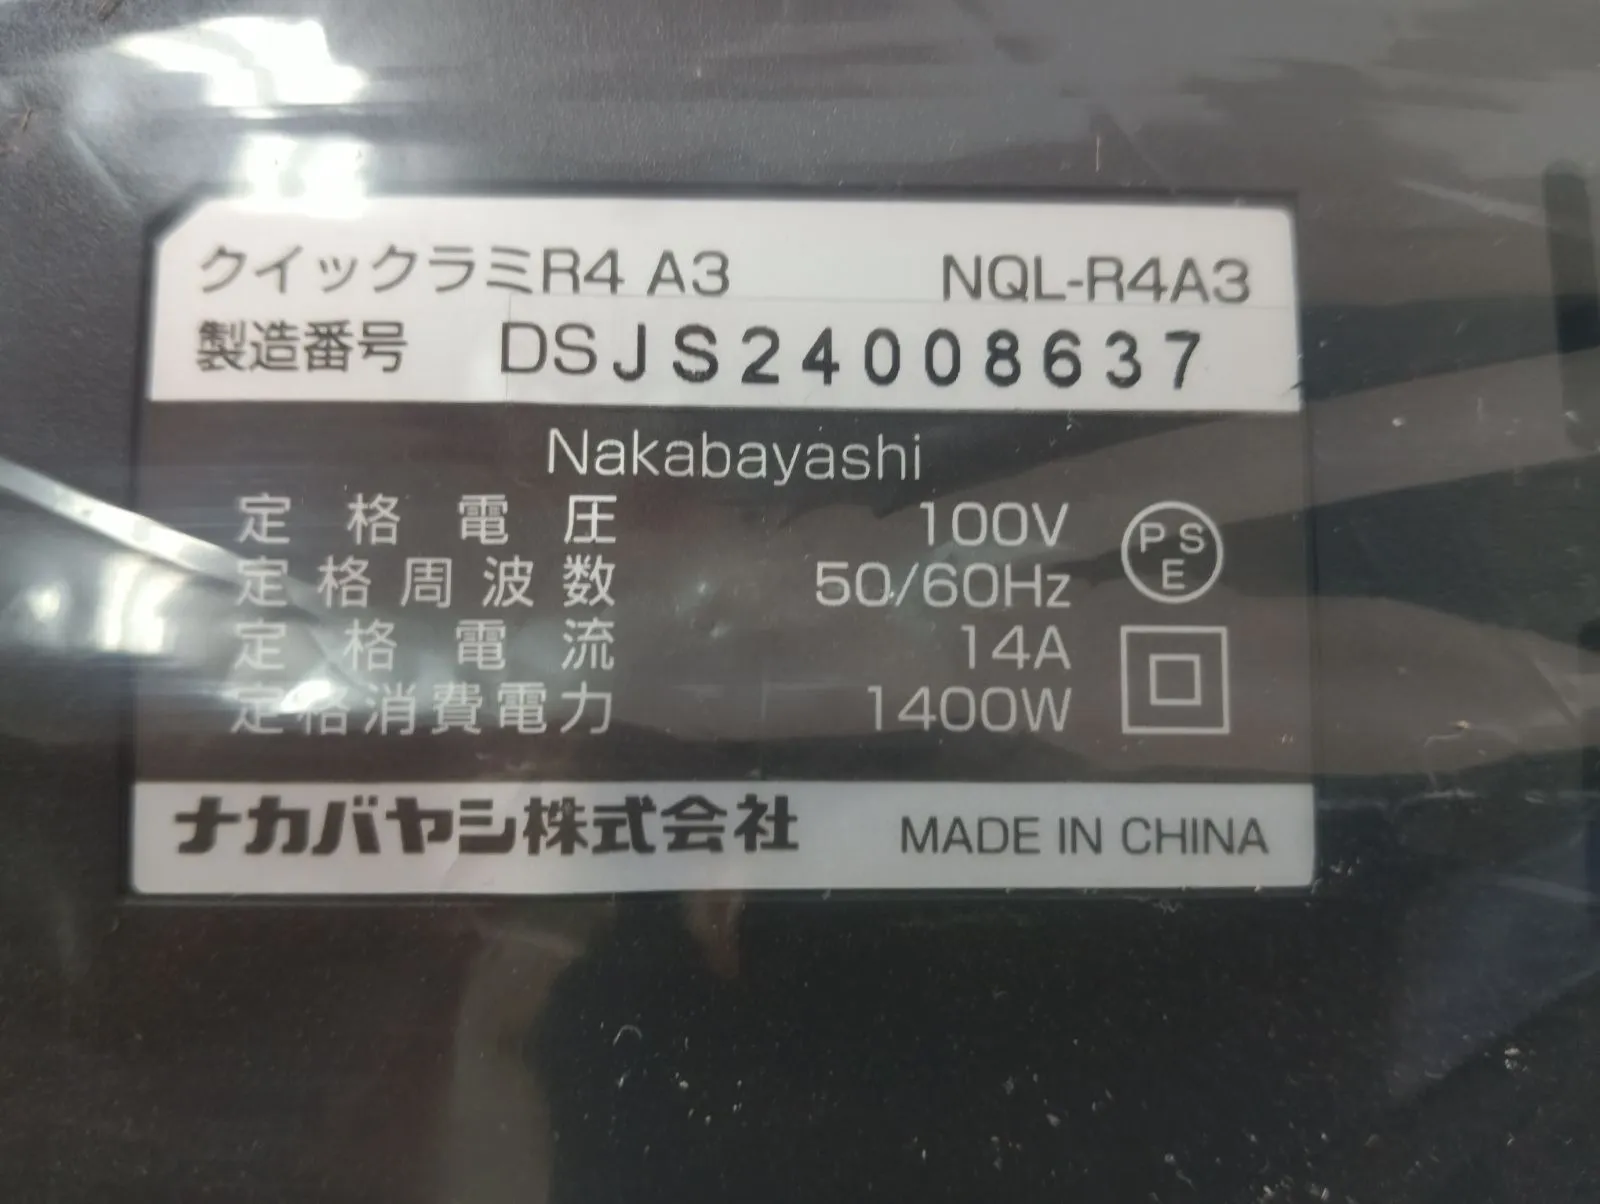 クイックラミR4 A3 NQL-R4A3
製造番号 DSJS24008637
Nakabayashi
定格電圧 100V
定格周波数 50/60Hz
定格電流 14A
定格消費電力 1400W
PSE
ナカバヤシ株式会社 MADE IN CHINA